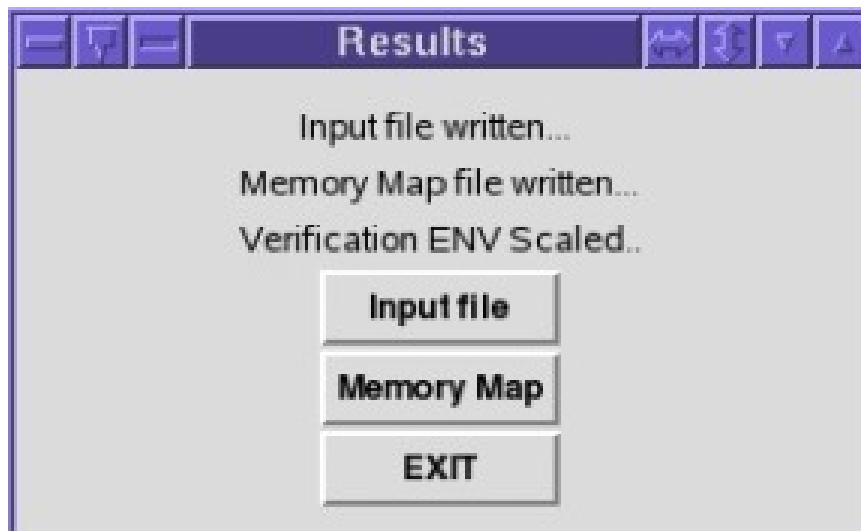 Results
Input file written...
Memory Map file written...
Verification ENV Scaled..
Input file
Memory Map
EXIT